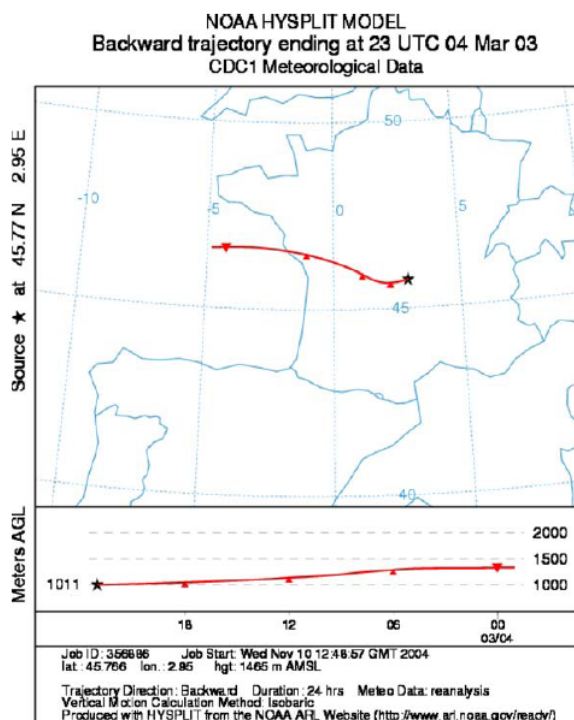 NOAA HYSPLIT MODEL
Backward trajectory ending at 23 UTC 04 Mar 03
CDC1 Meteorological Data
Source ★ at 45.77 N 2.95 E
50
-10
-5
0
5
45
40
Meters AGL
2000
1500
1011
1000
18
12
06
00
03/04
Job ID: 356886 Job Start: Wed Nov 10 12:48:57 GMT 2004
lat.: 45.766 lon.: 2.95 hgt: 1465 m AMSL
Trajectory Direction: Backward Duration: 24 hrs Meteo Data: reanalysis
Vertical Motion Calculation Method: Isobaric
Produced with HYSPLIT from the NOAA ARL Website (http://www.arl.noaa.gov/ready/)